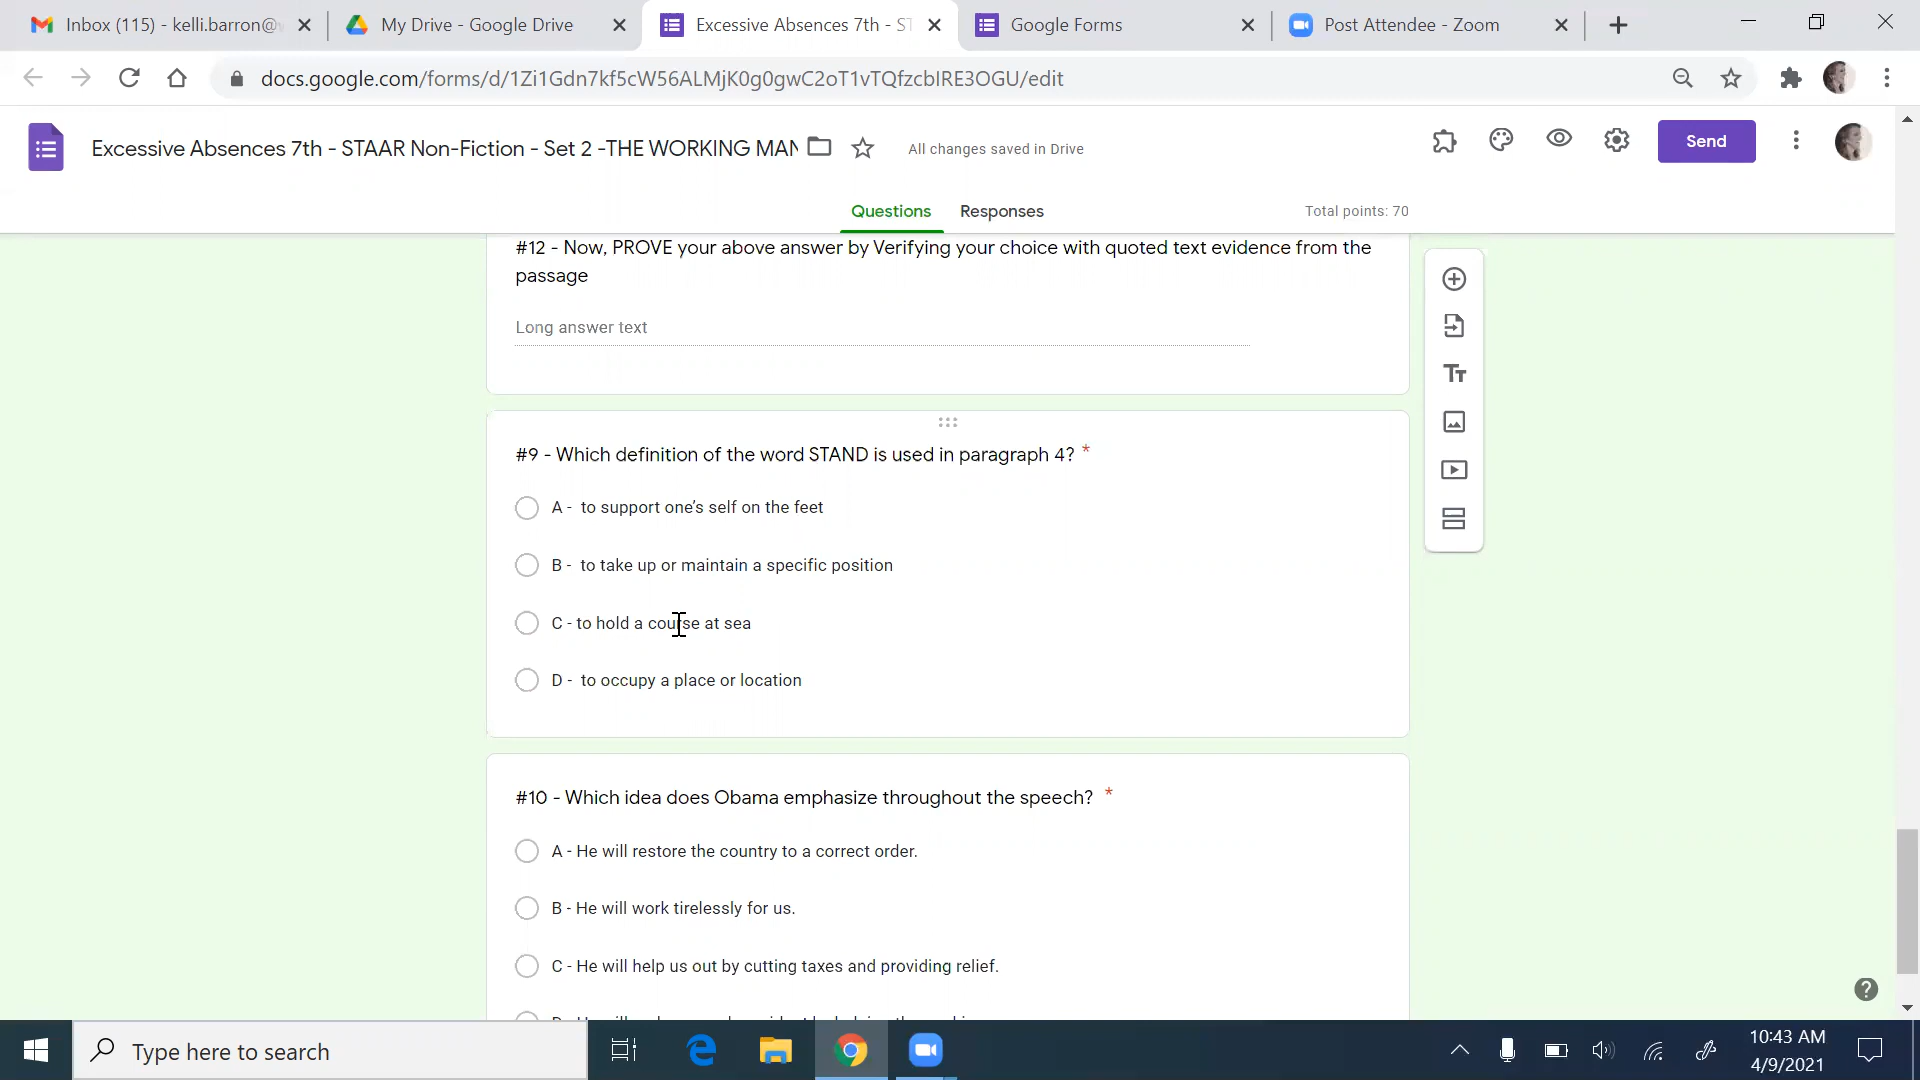 Inbox (115) - kelli.barron@
My Drive - Google Drive
Excessive Absences 7th - ST
Google Forms
Post Attendee - Zoom
docs.google.com/forms/d/1Zi1Gdn7kf5cW56ALMjK0g0gwC2oT1vTQfzcbIRE3OGU/edit
Excessive Absences 7th - STAAR Non-Fiction - Set 2 -THE WORKING MAN
All changes saved in Drive
Send
Questions
Responses
Total points: 70
#12 - Now, PROVE your above answer by Verifying your choice with quoted text evidence from the
passage
Long answer text
#9 - Which definition of the word STAND is used in paragraph 4? *
A - to support one's self on the feet
B - to take up or maintain a specific position
C - to hold a course at sea
D - to occupy a place or location
#10 - Which idea does Obama emphasize throughout the speech? *
A - He will restore the country to a correct order.
B - He will work tirelessly for us.
C - He will help us out by cutting taxes and providing relief.
Type here to search
10:43 AM
4/9/2021